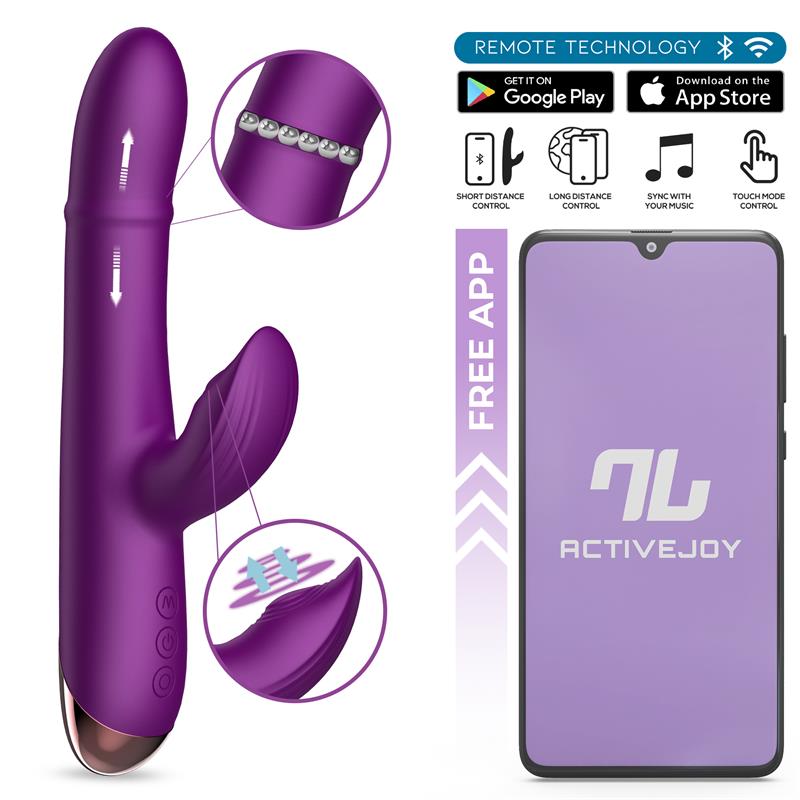 REMOTE TECHNOLOGY
GET IT ON
Google Play
Download on the
App Store
SHORT DISTANCE
CONTROL
LONG DISTANCE
CONTROL
SYNC WITH
YOUR MUSIC
TOUCH MODE
CONTROL
FREE APP
ACTIVEJOY
M